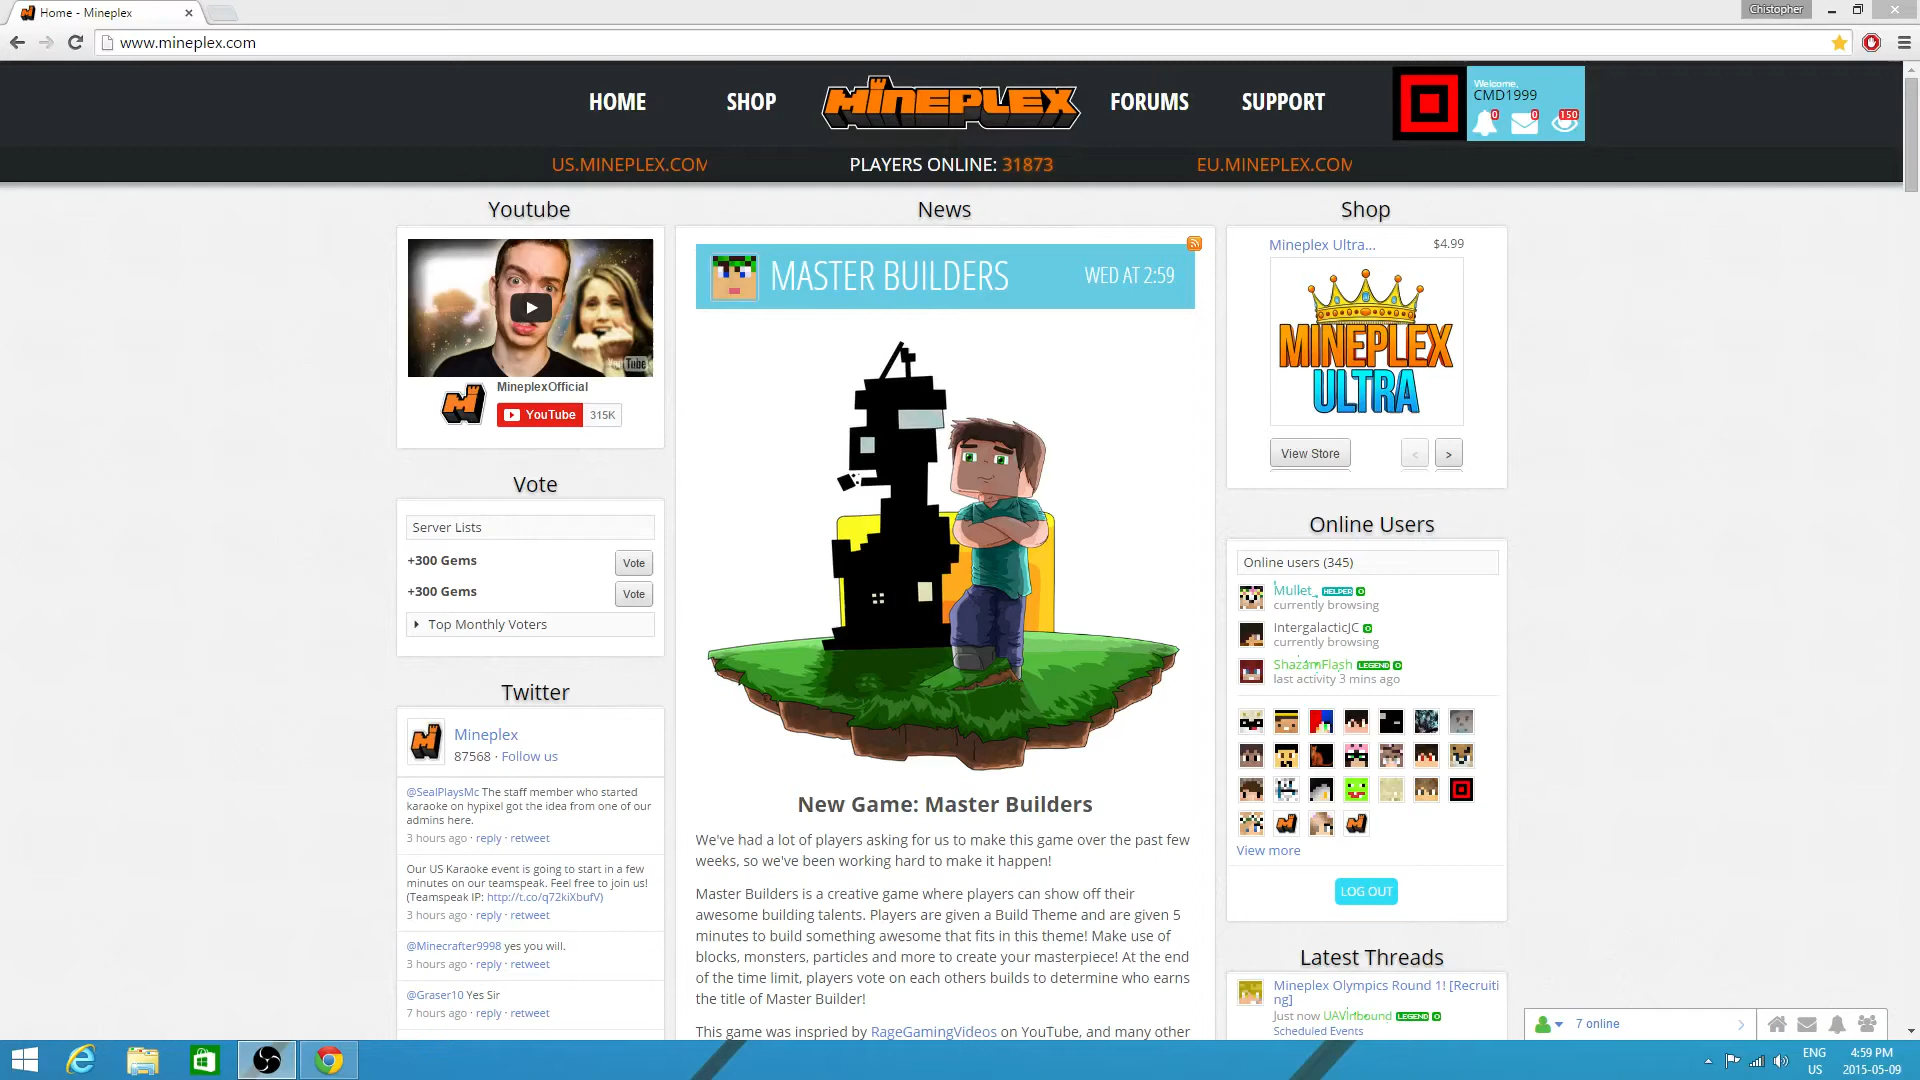 Home - Mineplex
Chistopher
www.mineplex.com
HOME
SHOP
MINEPLEX
FORUMS
SUPPORT
Welcome,
CMD1999
0
0
150
US.MINEPLEX.COM
PLAYERS ONLINE: 31873
EU.MINEPLEX.COM
Youtube
YouTube
MineplexOfficial
YouTube
315K
Vote
Server Lists
+300 Gems
Vote
+300 Gems
Vote
Top Monthly Voters
Twitter
Mineplex
87568 · Follow us
@SealPlaysMc The staff member who started
karaoke on hypixel got the idea from one of our
admins here.
3 hours ago · reply · retweet
Our US Karaoke event is going to start in a few
minutes on our teamspeak. Feel free to join us!
(Teamspeak IP: http://t.co/q72kiXbufV)
3 hours ago · reply · retweet
@Minecrafter9998 yes you will.
3 hours ago · reply · retweet
@Graser10 Yes Sir
7 hours ago · reply · retweet
News
MASTER BUILDERS
WED AT 2:59
New Game: Master Builders
We've had a lot of players asking for us to make this game over the past few
weeks, so we've been working hard to make it happen!
Master Builders is a creative game where players can show off their
awesome building talents. Players are given a Build Theme and are given 5
minutes to build something awesome that fits in this theme! Make use of
blocks, monsters, particles and more to create your masterpiece! At the end
of the time limit, players vote on each others builds to determine who earns
the title of Master Builder!
This game was inspried by RageGamingVideos on YouTube, and many other
Shop
Mineplex Ultra...
$4.99
MINEPLEX
ULTRA
View Store
<
>
Online Users
Online users (345)
Mullet_ HELPER O
currently browsing
IntergalacticJC O
currently browsing
ShazamFlash LEGEND O
last activity 3 mins ago
View more
LOG OUT
Latest Threads
Mineplex Olympics Round 1! [Recruiti
ng]
Just now UAVInbound LEGEND O
Scheduled Events
7 online
ENG
US
4:59 PM
2015-05-09